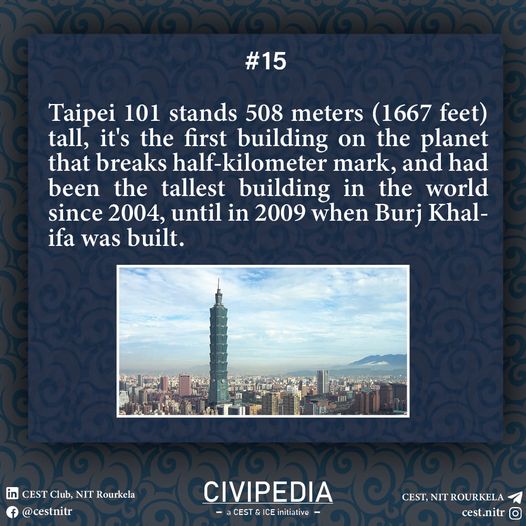 #15
Taipei 101 stands 508 meters (1667 feet)
tall, it's the first building on the planet
that breaks half-kilometer mark, and had
been the tallest building in the world
since 2004, until in 2009 when Burj Khal-
ifa was built.
CEST Club, NIT Rourkela
@cestnitr
CIVIPEDIA
a CEST & ICE initiative
CEST, NIT ROURKELA
cest.nitr